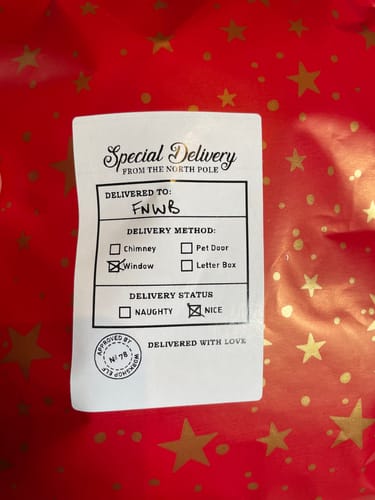 Special Delivery
FROM THE NORTH POLE
DELIVERED TO:
FNWB
DELIVERY METHOD:
Chimney Pet Door
Window Letter Box
DELIVERY STATUS
NAUGHTY NICE
DELIVERED WITH LOVE
APPROVED BY
Nº 78
WORKSHOP ELF